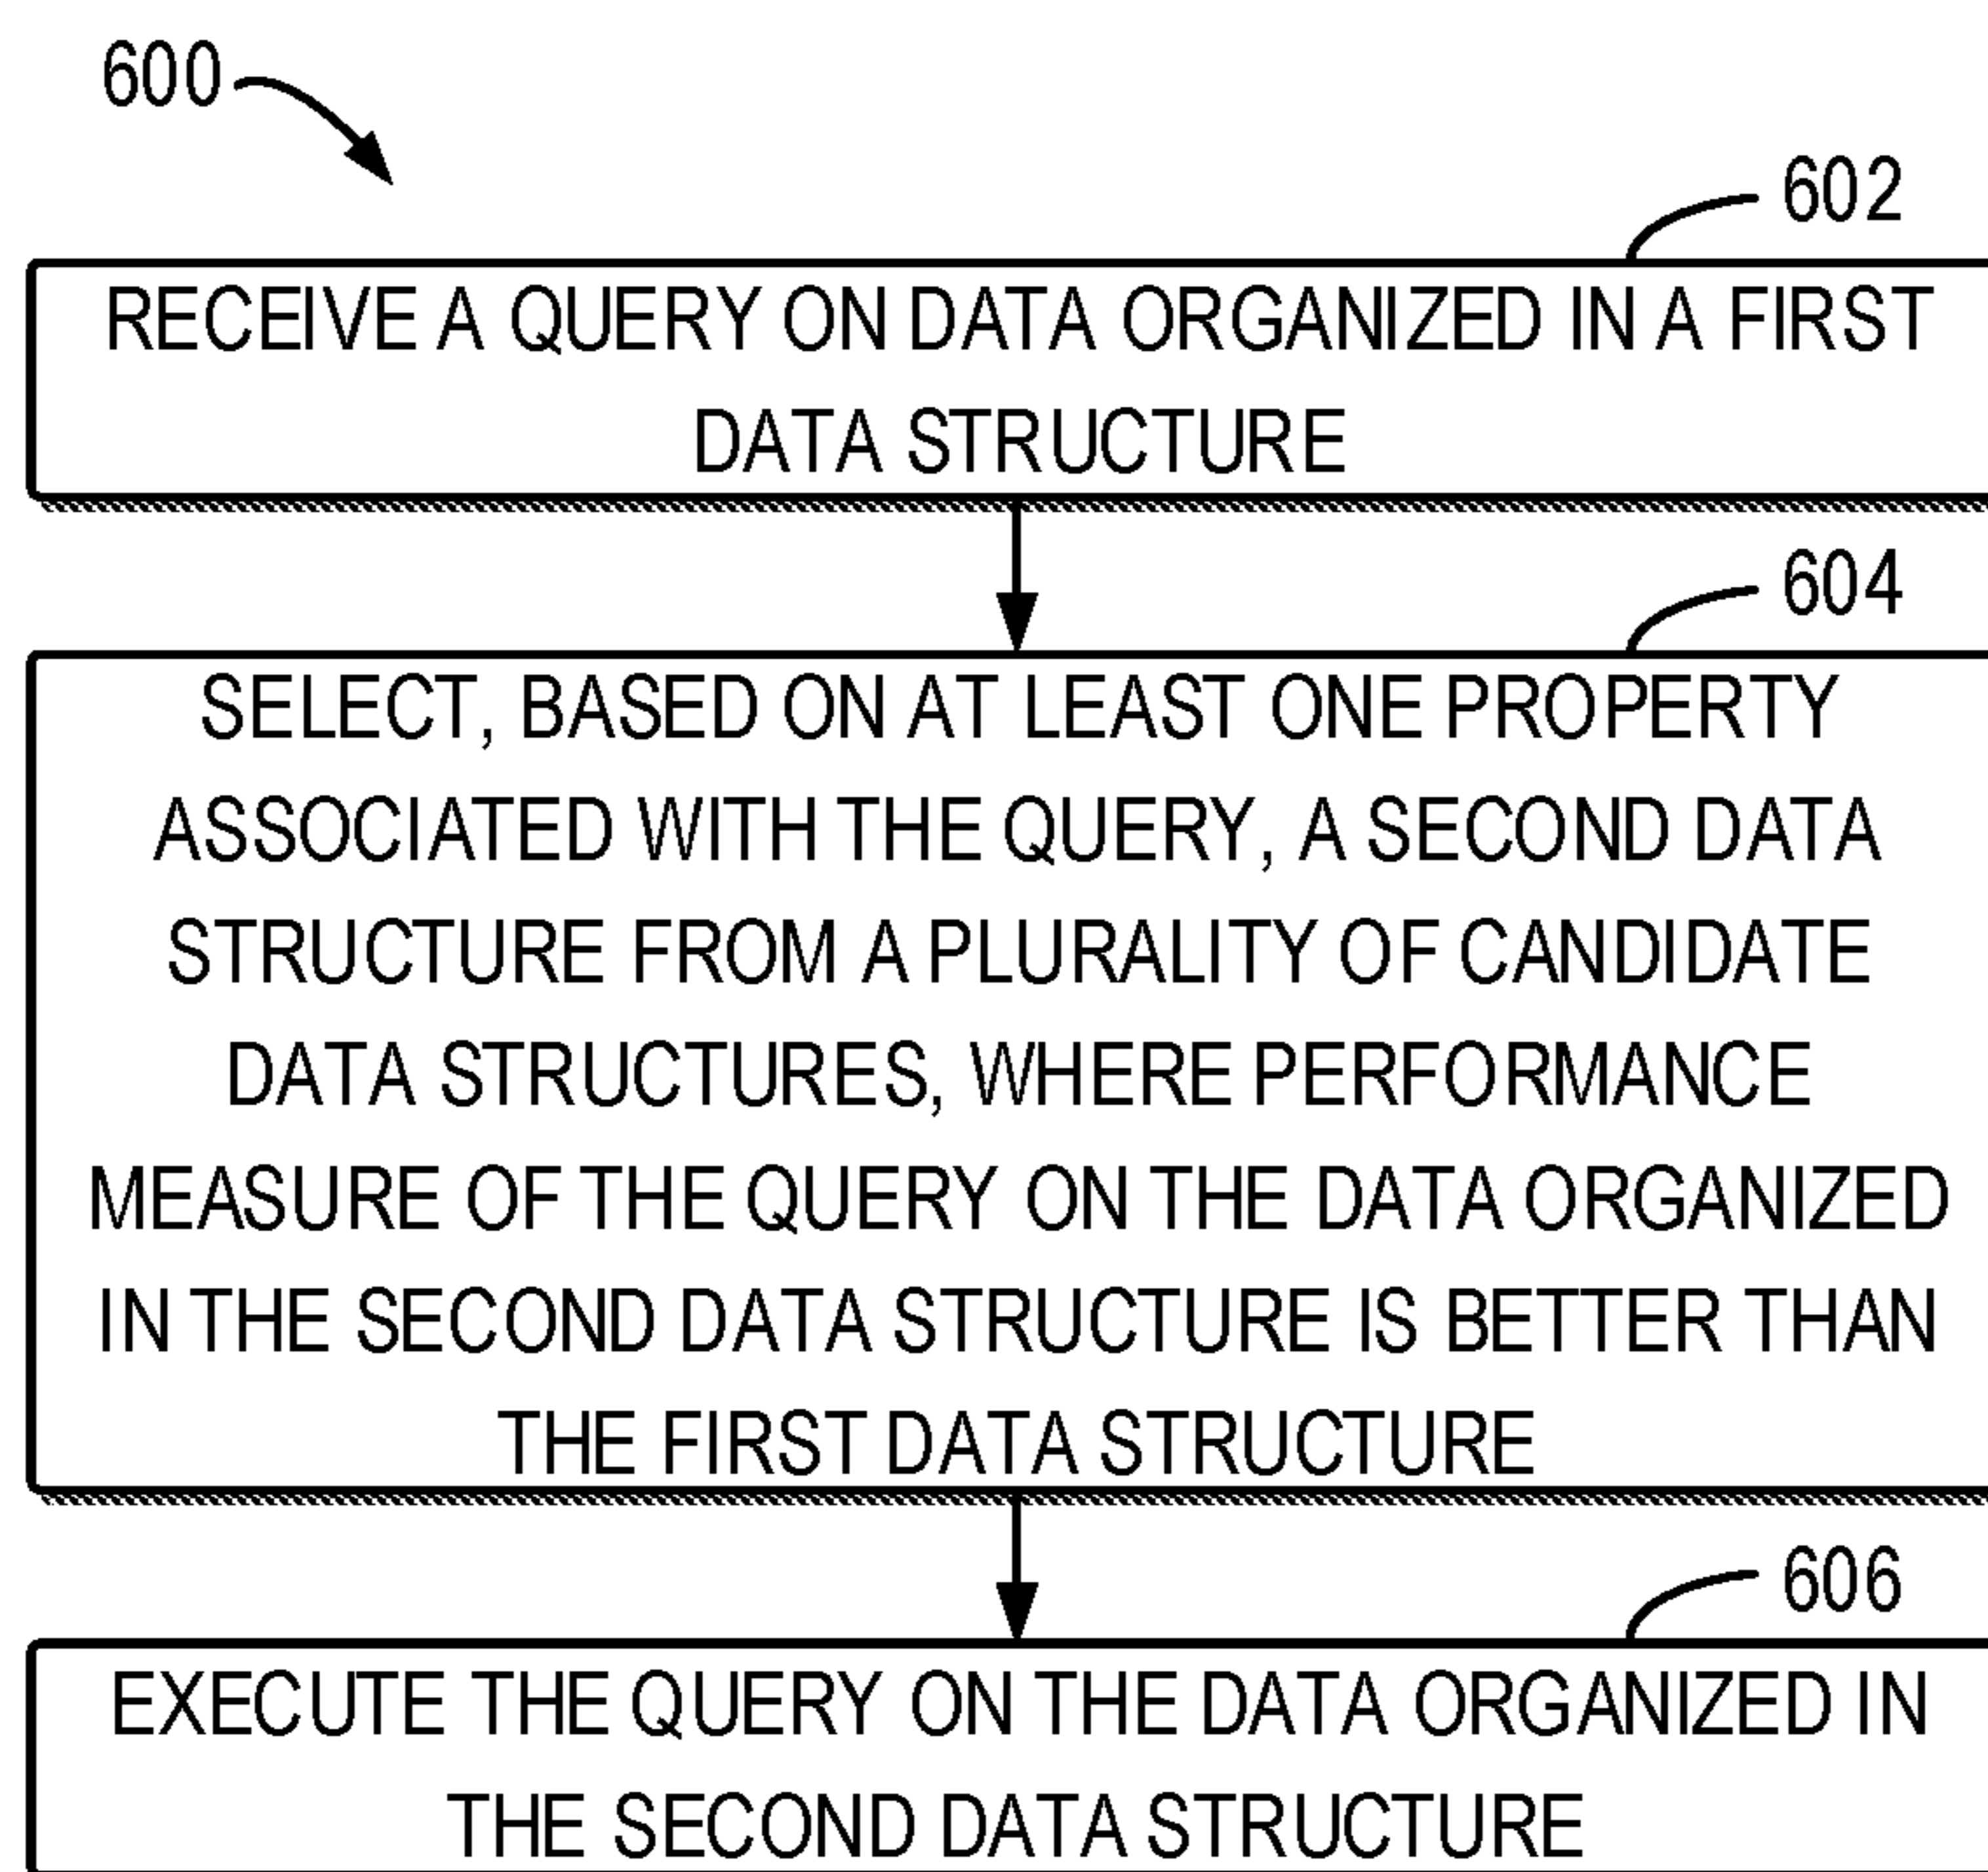 600
602
RECEIVE A QUERY ON DATA ORGANIZED IN A FIRST
DATA STRUCTURE
604
SELECT, BASED ON AT LEAST ONE PROPERTY
ASSOCIATED WITH THE QUERY, A SECOND DATA
STRUCTURE FROM A PLURALITY OF CANDIDATE
DATA STRUCTURES, WHERE PERFORMANCE
MEASURE OF THE QUERY ON THE DATA ORGANIZED
IN THE SECOND DATA STRUCTURE IS BETTER THAN
THE FIRST DATA STRUCTURE
606
EXECUTE THE QUERY ON THE DATA ORGANIZED IN
THE SECOND DATA STRUCTURE